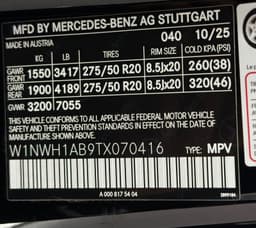 MFD BY MERCEDES-BENZ AG STUTTGART
MADE IN AUSTRIA 040 10/25
KG LB TIRES RIM SIZE COLD KPA (PSI)
GAWR FRONT 1550 3417 275/50 R20 8.5Jx20 260(38)
GAWR REAR 1900 4189 275/50 R20 8.5Jx20 320(46)
GVWR 3200 7055
THIS VEHICLE CONFORMS TO ALL APPLICABLE FEDERAL MOTOR
VEHICLE SAFETY STANDARDS IN EFFECT ON THE DATE OF
MANUFACTURE SHOWN ABOVE.
W1NWH1AB9TX070416 TYPE: MPV
A 000 817 54 04